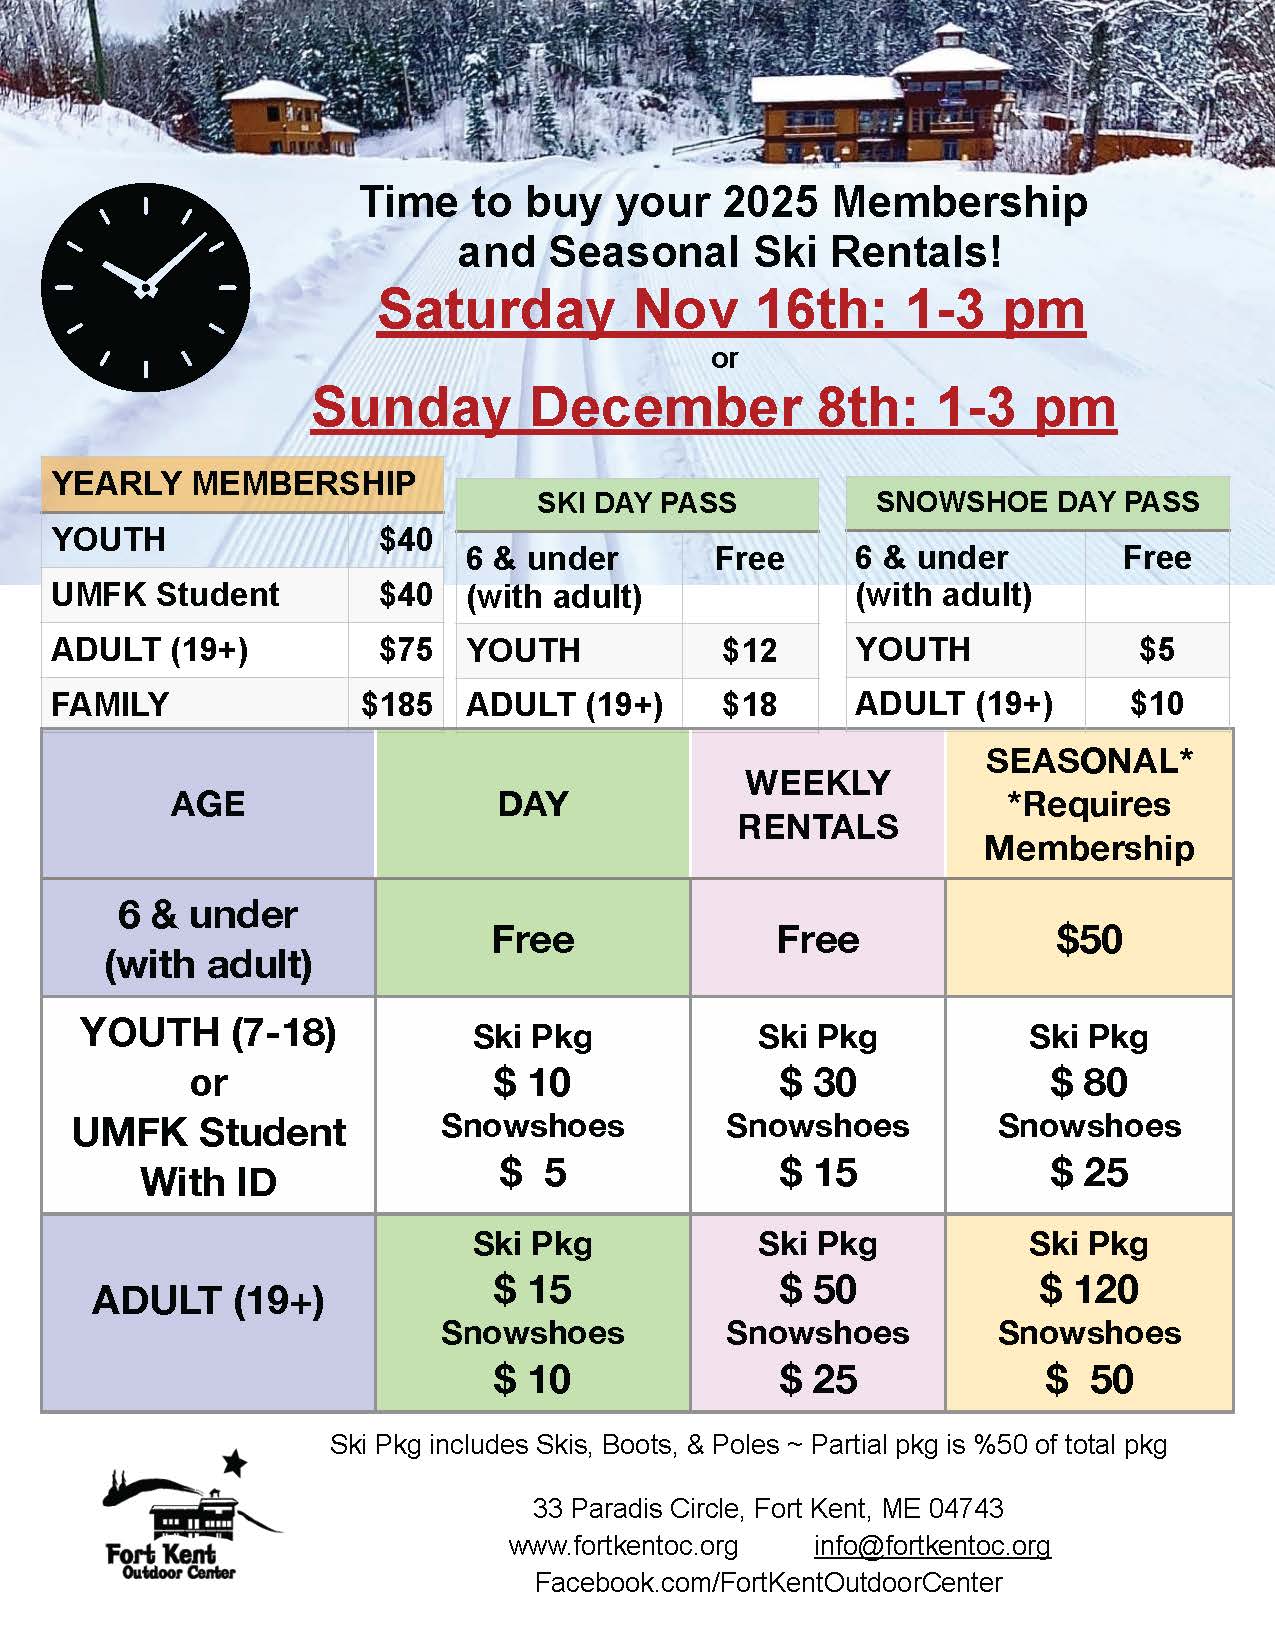 Time to buy your 2025 Membership
and Seasonal Ski Rentals!
Saturday Nov 16th: 1-3 pm
or
Sunday December 8th: 1-3 pm
YEARLY MEMBERSHIP
YOUTH $40
UMFK Student $40
ADULT (19+) $75
FAMILY $185
SKI DAY PASS
6 & under Free
(with adult)
YOUTH $12
ADULT (19+) $18
SNOWSHOE DAY PASS
6 & under Free
(with adult)
YOUTH $5
ADULT (19+) $10
AGE
DAY
WEEKLY
RENTALS
SEASONAL*
*Requires
Membership
6 & under
(with adult)
Free
Free
$50
YOUTH (7-18)
or
UMFK Student
With ID
Ski Pkg
$ 10
Snowshoes
$ 5
Ski Pkg
$ 30
Snowshoes
$ 15
Ski Pkg
$ 80
Snowshoes
$ 25
ADULT (19+)
Ski Pkg
$ 15
Snowshoes
$ 10
Ski Pkg
$ 50
Snowshoes
$ 25
Ski Pkg
$ 120
Snowshoes
$ 50
Ski Pkg includes Skis, Boots, & Poles ~ Partial pkg is %50 of total pkg
Fort Kent
Outdoor Center
33 Paradis Circle, Fort Kent, ME 04743
www.fortkentoc.org info@fortkentoc.org
Facebook.com/FortKentOutdoorCenter